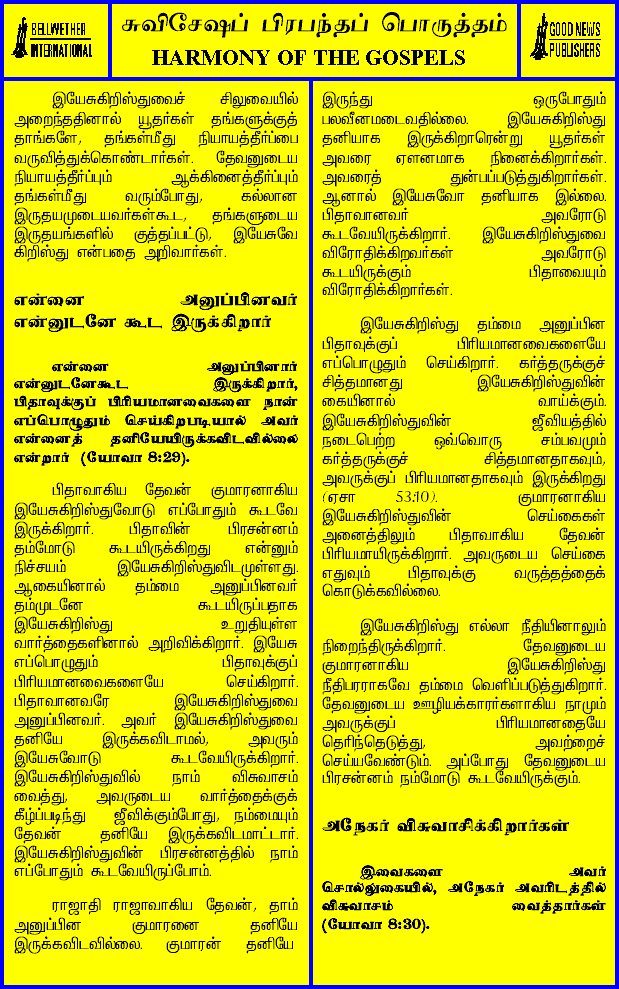 BELLWETHER
INTERNATIONAL
சுவிசேஷப் பிரபந்தப் பொருத்தம்
HARMONY OF THE GOSPELS
GOOD NEWS
PUBLISHERS
இயேசுகிறிஸ்துவைச் சிலுவையில்
அறைந்ததினால் யூதர்கள் தங்களுக்குத்
தாங்களே, தங்கள்மீது நியாயத்தீர்ப்பை
வருவித்துக்கொண்டார்கள். தேவனுடைய
நியாயத்தீர்ப்பும் ஆக்கினைத்தீர்ப்பும்
தங்கள்மீது வரும்போது, கல்லான
இருதயமுடையவர்கள்கூட, தங்களுடைய
இருதயங்களில் குத்தப்பட்டு, இயேசுவே
கிறிஸ்து என்பதை அறிவார்கள்.
என்னை அனுப்பினவர்
என்னுடனே கூட இருக்கிறார்
என்னை அனுப்பினார்
என்னுடனேகூட இருக்கிறார்,
பிதாவுக்குப் பிரியமானவைகளை நான்
எப்பொழுதும் செய்கிறபடியால் அவர்
என்னைத் தனியேயிருக்கவிடவில்லை
என்றார் (யோவா 8:29).
பிதாவாகிய தேவன் குமாரனாகிய
இயேசுகிறிஸ்துவோடு எப்போதும் கூடவே
இருக்கிறார். பிதாவின் பிரசன்னம்
தம்மோடு கூடயிருக்கிறது என்னும்
நிச்சயம் இயேசுகிறிஸ்துவிடமுள்ளது.
ஆகையினால் தம்மை அனுப்பினவர்
தம்முடனே கூடயிருப்பதாக
இயேசுகிறிஸ்து உறுதியுள்ள
வார்த்தைகளினால் அறிவிக்கிறார். இயேசு
எப்பொழுதும் பிதாவுக்குப்
பிரியமானவைகளையே செய்கிறார்.
பிதாவானவரே இயேசுகிறிஸ்துவை
அனுப்பினவர். அவர் இயேசுகிறிஸ்துவை
தனியே இருக்கவிடாமல், அவரும்
இயேசுவோடு கூடவேயிருக்கிறார்.
இயேசுகிறிஸ்துவில் நாம் விசுவாசம்
வைத்து, அவருடைய வார்த்தைக்குக்
கீழ்ப்படிந்து ஜீவிக்கும்போது, நம்மையும்
தேவன் தனியே இருக்கவிடமாட்டார்.
இயேசுகிறிஸ்துவின் பிரசன்னத்தில் நாம்
எப்போதும் கூடவேயிருப்போம்.
ராஜாதி ராஜாவாகிய தேவன், தாம்
அனுப்பின குமாரனை தனியே
இருக்கவிடவில்லை. குமாரன் தனியே
இருந்து ஒருபோதும்
பலவீனமடைவதில்லை. இயேசுகிறிஸ்து
தனியாக இருக்கிறாரென்று யூதர்கள்
அவரை ஏளனமாக நினைக்கிறார்கள்.
அவரைத் துன்பப்படுத்துகிறார்கள்.
ஆனால் இயேசுவோ தனியாக இல்லை.
பிதாவானவர் அவரோடு
கூடவேயிருக்கிறார். இயேசுகிறிஸ்துவை
விரோதிக்கிறவர்கள் அவரோடு
கூடயிருக்கும் பிதாவையும்
விரோதிக்கிறார்கள்.
இயேசுகிறிஸ்து தம்மை அனுப்பின
பிதாவுக்குப் பிரியமானவைகளையே
எப்பொழுதும் செய்கிறார். கர்த்தருக்குச்
சித்தமானது இயேசுகிறிஸ்துவின்
கையினால் வாய்க்கும்.
இயேசுகிறிஸ்துவின் ஜீவியத்தில்
நடைபெற்ற ஒவ்வொரு சம்பவமும்
கர்த்தருக்குச் சித்தமானதாகவும்,
அவருக்குப் பிரியமானதாகவும் இருக்கிறது
(ஏசா 53:10). குமாரனாகிய
இயேசுகிறிஸ்துவின் செய்கைகள்
அனைத்திலும் பிதாவாகிய தேவன்
பிரியமாயிருக்கிறார். அவருடைய செய்கை
எதுவும் பிதாவுக்கு வருத்தத்தைக்
கொடுக்கவில்லை.
இயேசுகிறிஸ்து எல்லா நீதியினாலும்
நிறைந்திருக்கிறார். தேவனுடைய
குமாரனாகிய இயேசுகிறிஸ்து
நீதிபரராகவே தம்மை வெளிப்படுத்துகிறார்.
தேவனுடைய ஊழியக்காரர்களாகிய நாமும்
அவருக்குப் பிரியமானதையே
தெரிந்தெடுத்து, அவற்றைச்
செய்யவேண்டும். அப்போது தேவனுடைய
பிரசன்னம் நம்மோடு கூடவேயிருக்கும்.
அநேகர் விசுவாசிக்கிறார்கள்
இவைகளை அவர்
சொல்லுகையில், அநேகர் அவரிடத்தில்
விசுவாசம் வைத்தார்கள்
(யோவா 8:30).